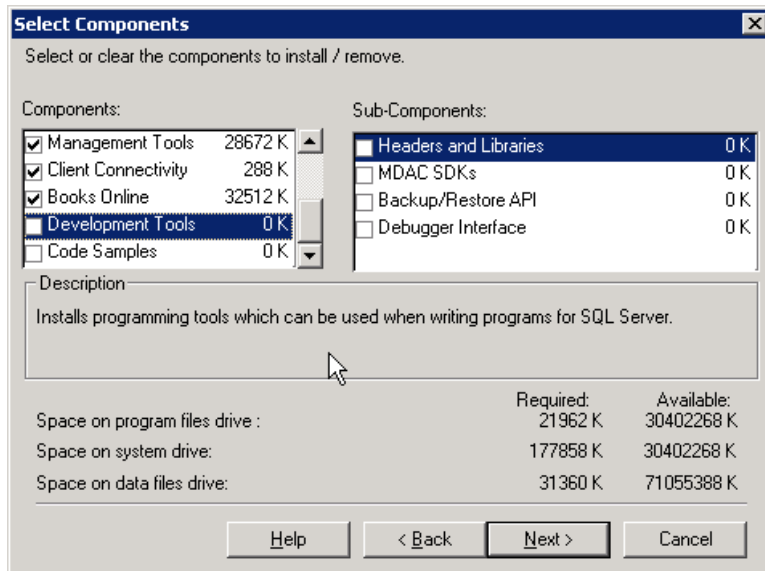 Select Components
Select or clear the components to install / remove.
Components:
Sub-Components:
Management Tools 28672 K
Client Connectivity 288 K
Books Online 32512 K
Development Tools 0 K
Code Samples 0 K
Headers and Libraries 0 K
MDAC SDKs 0 K
Backup/Restore API 0 K
Debugger Interface 0 K
Description
Installs programming tools which can be used when writing programs for SQL Server.
Required: Available:
Space on program files drive : 21962 K 30402268 K
Space on system drive: 177858 K 30402268 K
Space on data files drive: 31360 K 71055388 K
Help < Back Next > Cancel